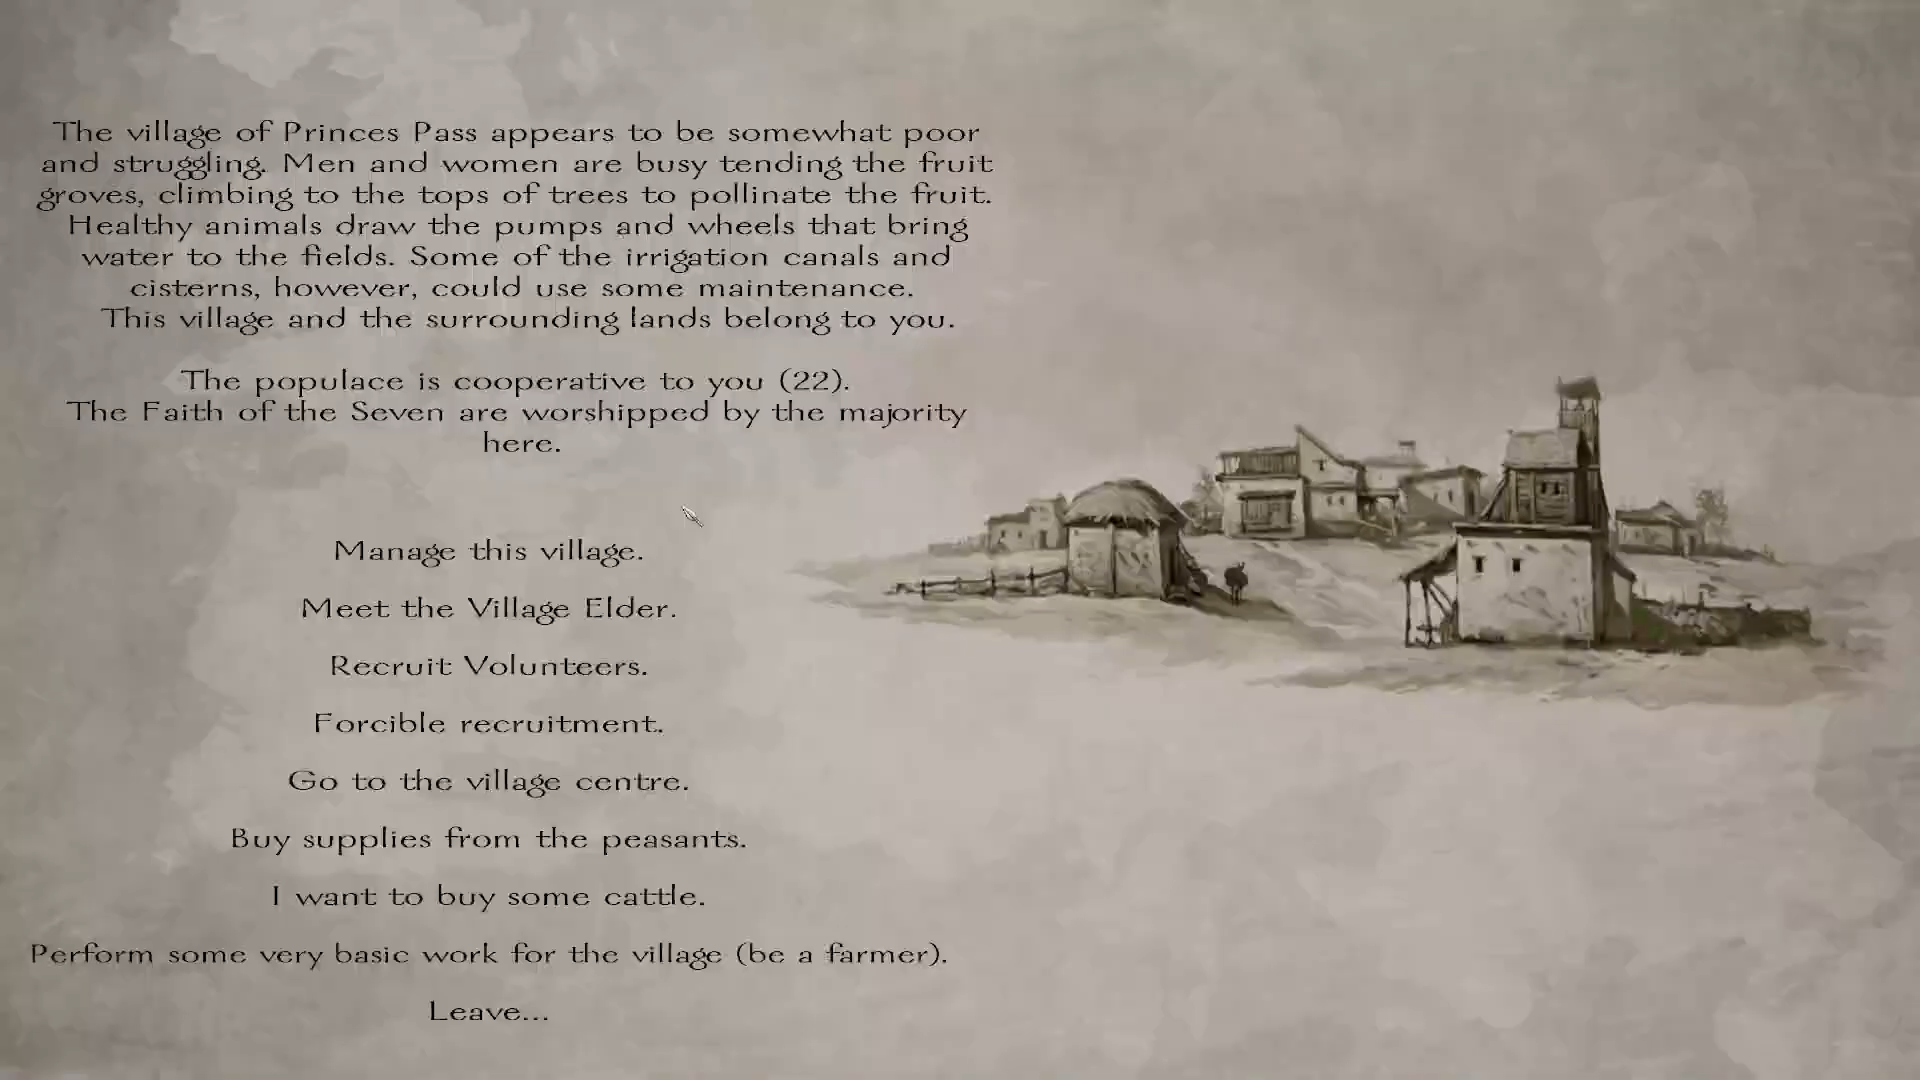 The village of Princes Pass appears to be somewhat poor
and struggling. Men and women are busy tending the fruit
groves, climbing to the tops of trees to pollinate the fruit.
Healthy animals draw the pumps and wheels that bring
water to the fields. Some of the irrigation canals and
cisterns, however, could use some maintenance.
This village and the surrounding lands belong to you.
The populace is cooperative to you (22).
The Faith of the Seven are worshipped by the majority
here.
Manage this village.
Meet the Village Elder.
Recruit Volunteers.
Forcible recruitment.
Go to the village centre.
Buy supplies from the peasants.
I want to buy some cattle.
Perform some very basic work for the village (be a farmer).
Leave...